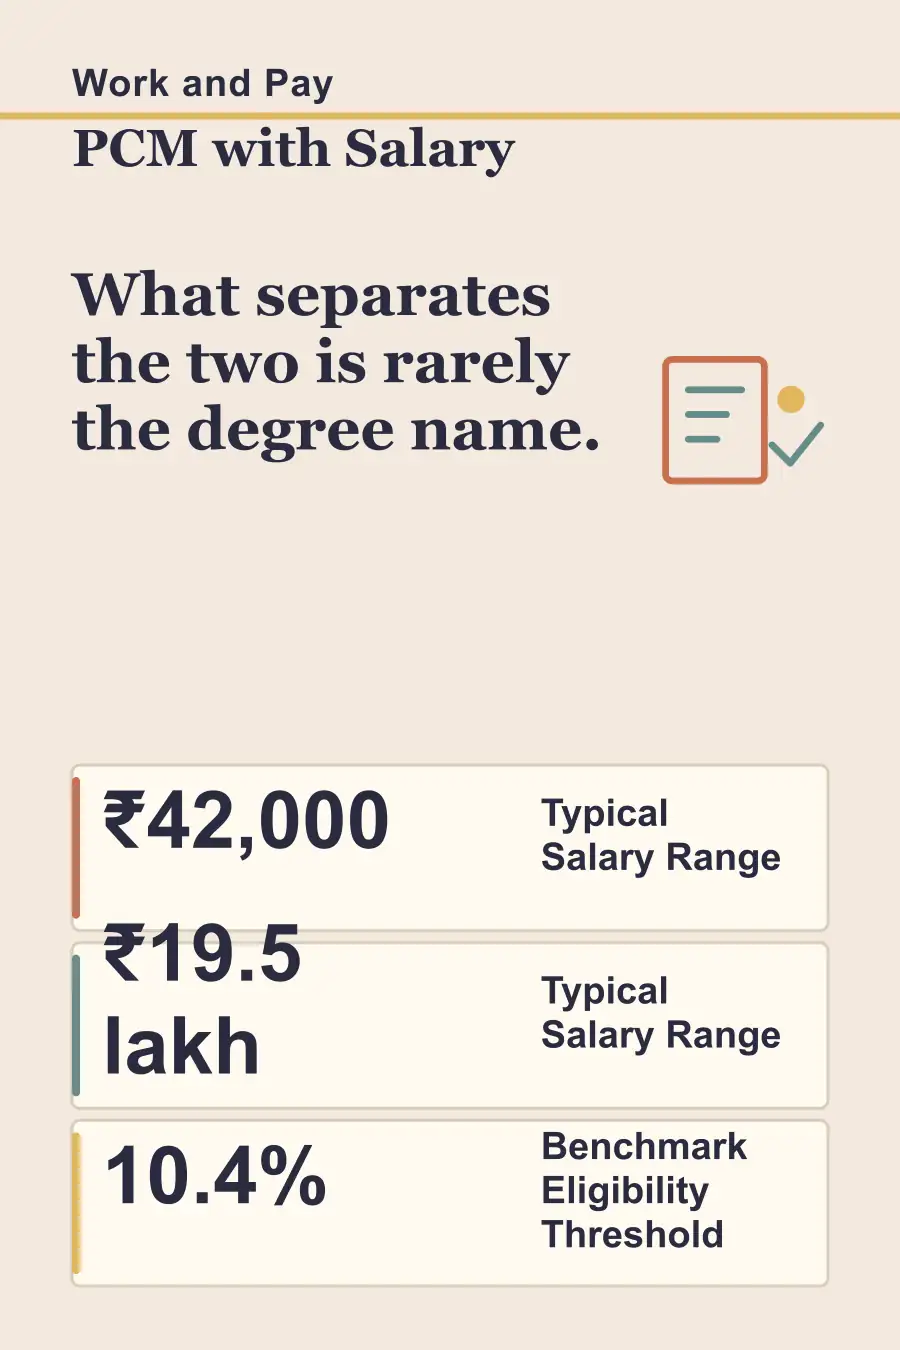 Work and Pay
PCM with Salary
What separates
the two is rarely
the degree name.
₹42,000
Typical
Salary Range
₹19.5
lakh
Typical
Salary Range
10.4%
Benchmark
Eligibility
Threshold